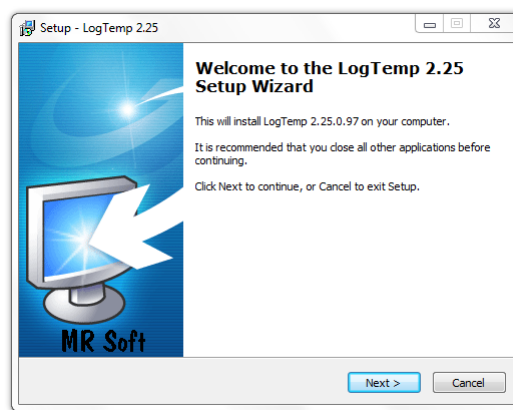 Setup - LogTemp 2.25
Welcome to the LogTemp 2.25
Setup Wizard
This will install LogTemp 2.25.0.97 on your computer.
It is recommended that you close all other applications before
continuing.
Click Next to continue, or Cancel to exit Setup.
MR Soft
Next >
Cancel